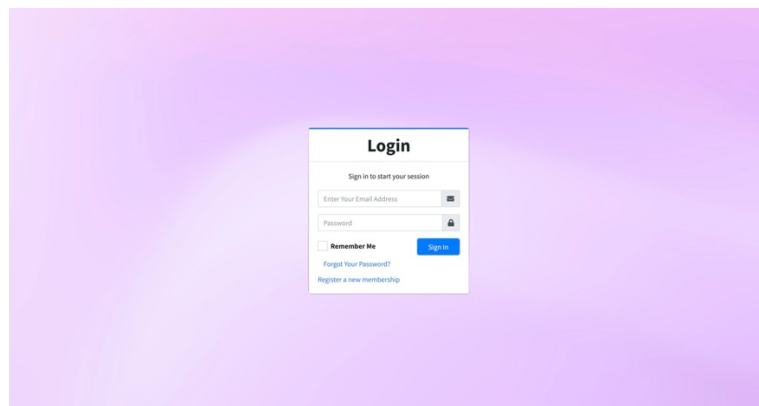 Login
Sign in to start your session
Enter Your Email Address
Password
Remember Me
Sign In
Forgot Your Password?
Register a new membership